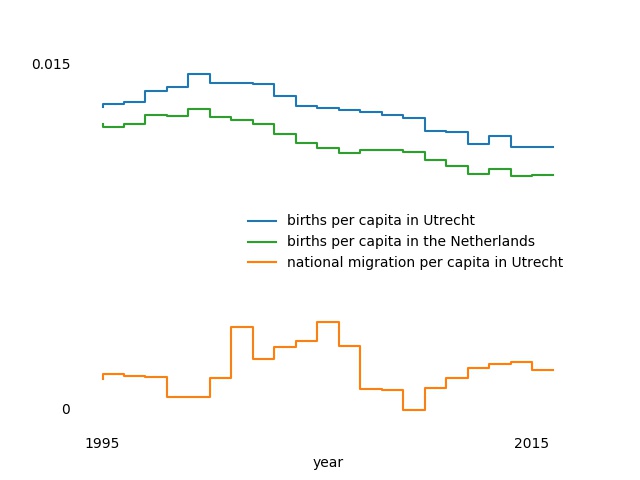 0.015
births per capita in Utrecht
births per capita in the Netherlands
national migration per capita in Utrecht
0
1995 2015
year